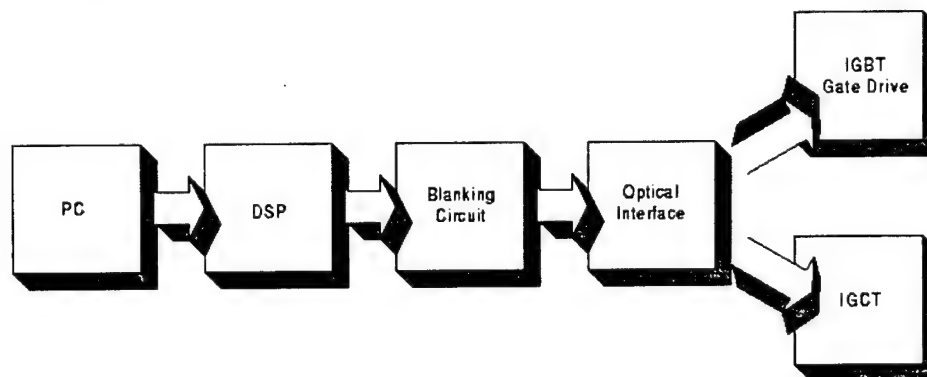 PC
DSP
Blanking
Circuit
Optical
Interface
IGBT
Gate Drive
IGCT